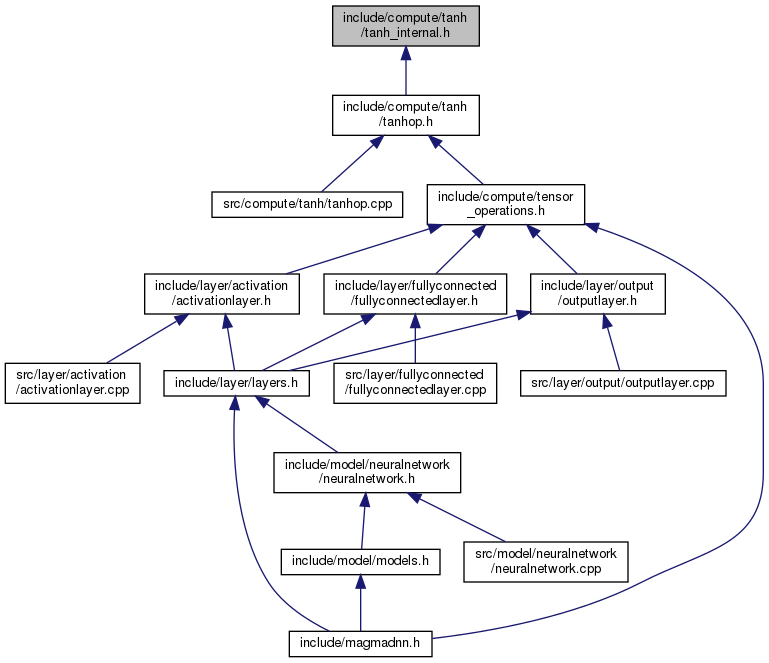 include/compute/tanh
/tanh_internal.h
include/compute/tanh
/tanhop.h
src/compute/tanh/tanhop.cpp
include/compute/tensor
_operations.h
include/layer/activation
/activationlayer.h
include/layer/fullyconnected
/fullyconnectedlayer.h
include/layer/output
/outputlayer.h
src/layer/activation
/activationlayer.cpp
include/layer/layers.h
src/layer/fullyconnected
/fullyconnectedlayer.cpp
src/layer/output/outputlayer.cpp
include/model/neuralnetwork
/neuralnetwork.h
include/model/models.h
src/model/neuralnetwork
/neuralnetwork.cpp
include/magmadnn.h